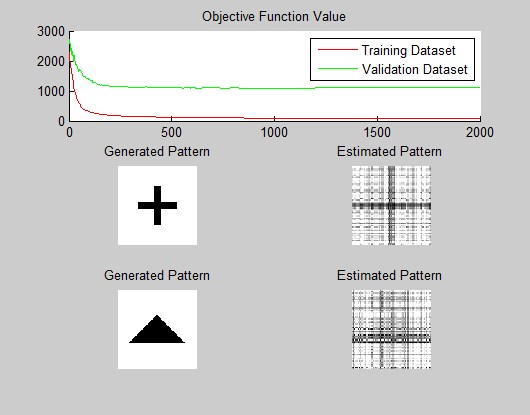 Objective Function Value
3000
2000
1000
0
Training Dataset
Validation Dataset
0 500 1000 1500 2000
Generated Pattern Estimated Pattern
Generated Pattern Estimated Pattern